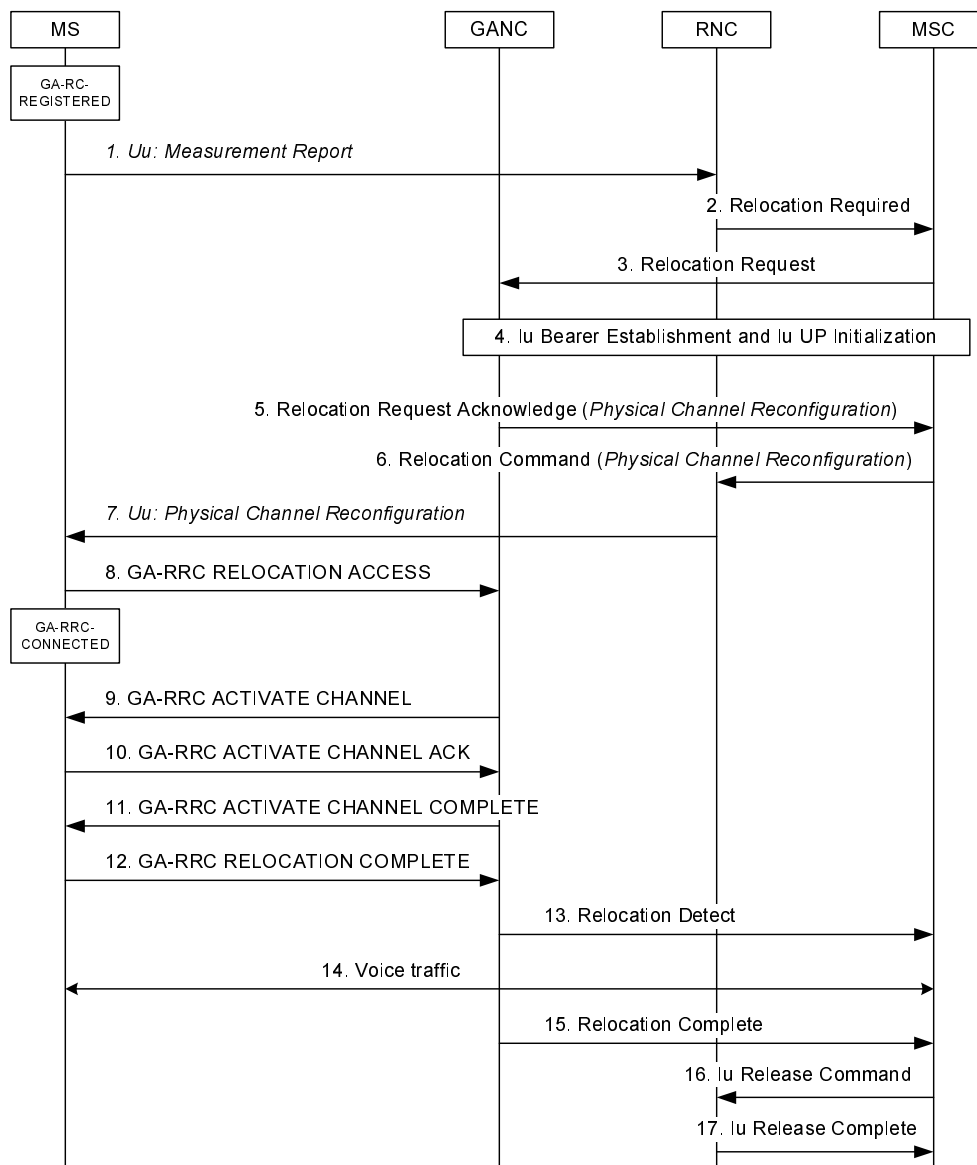 MS
GANC
RNC
MSC
GA-RC-
REGISTERED
1. Uu: Measurement Report
2. Relocation Required
3. Relocation Request
4. Iu Bearer Establishment and Iu UP Initialization
5. Relocation Request Acknowledge (Physical Channel Reconfiguration)
6. Relocation Command (Physical Channel Reconfiguration)
7. Uu: Physical Channel Reconfiguration
8. GA-RRC RELOCATION ACCESS
GA-RRC-
CONNECTED
9. GA-RRC ACTIVATE CHANNEL
10. GA-RRC ACTIVATE CHANNEL ACK
11. GA-RRC ACTIVATE CHANNEL COMPLETE
12. GA-RRC RELOCATION COMPLETE
13. Relocation Detect
14. Voice traffic
15. Relocation Complete
16. Iu Release Command
17. Iu Release Complete